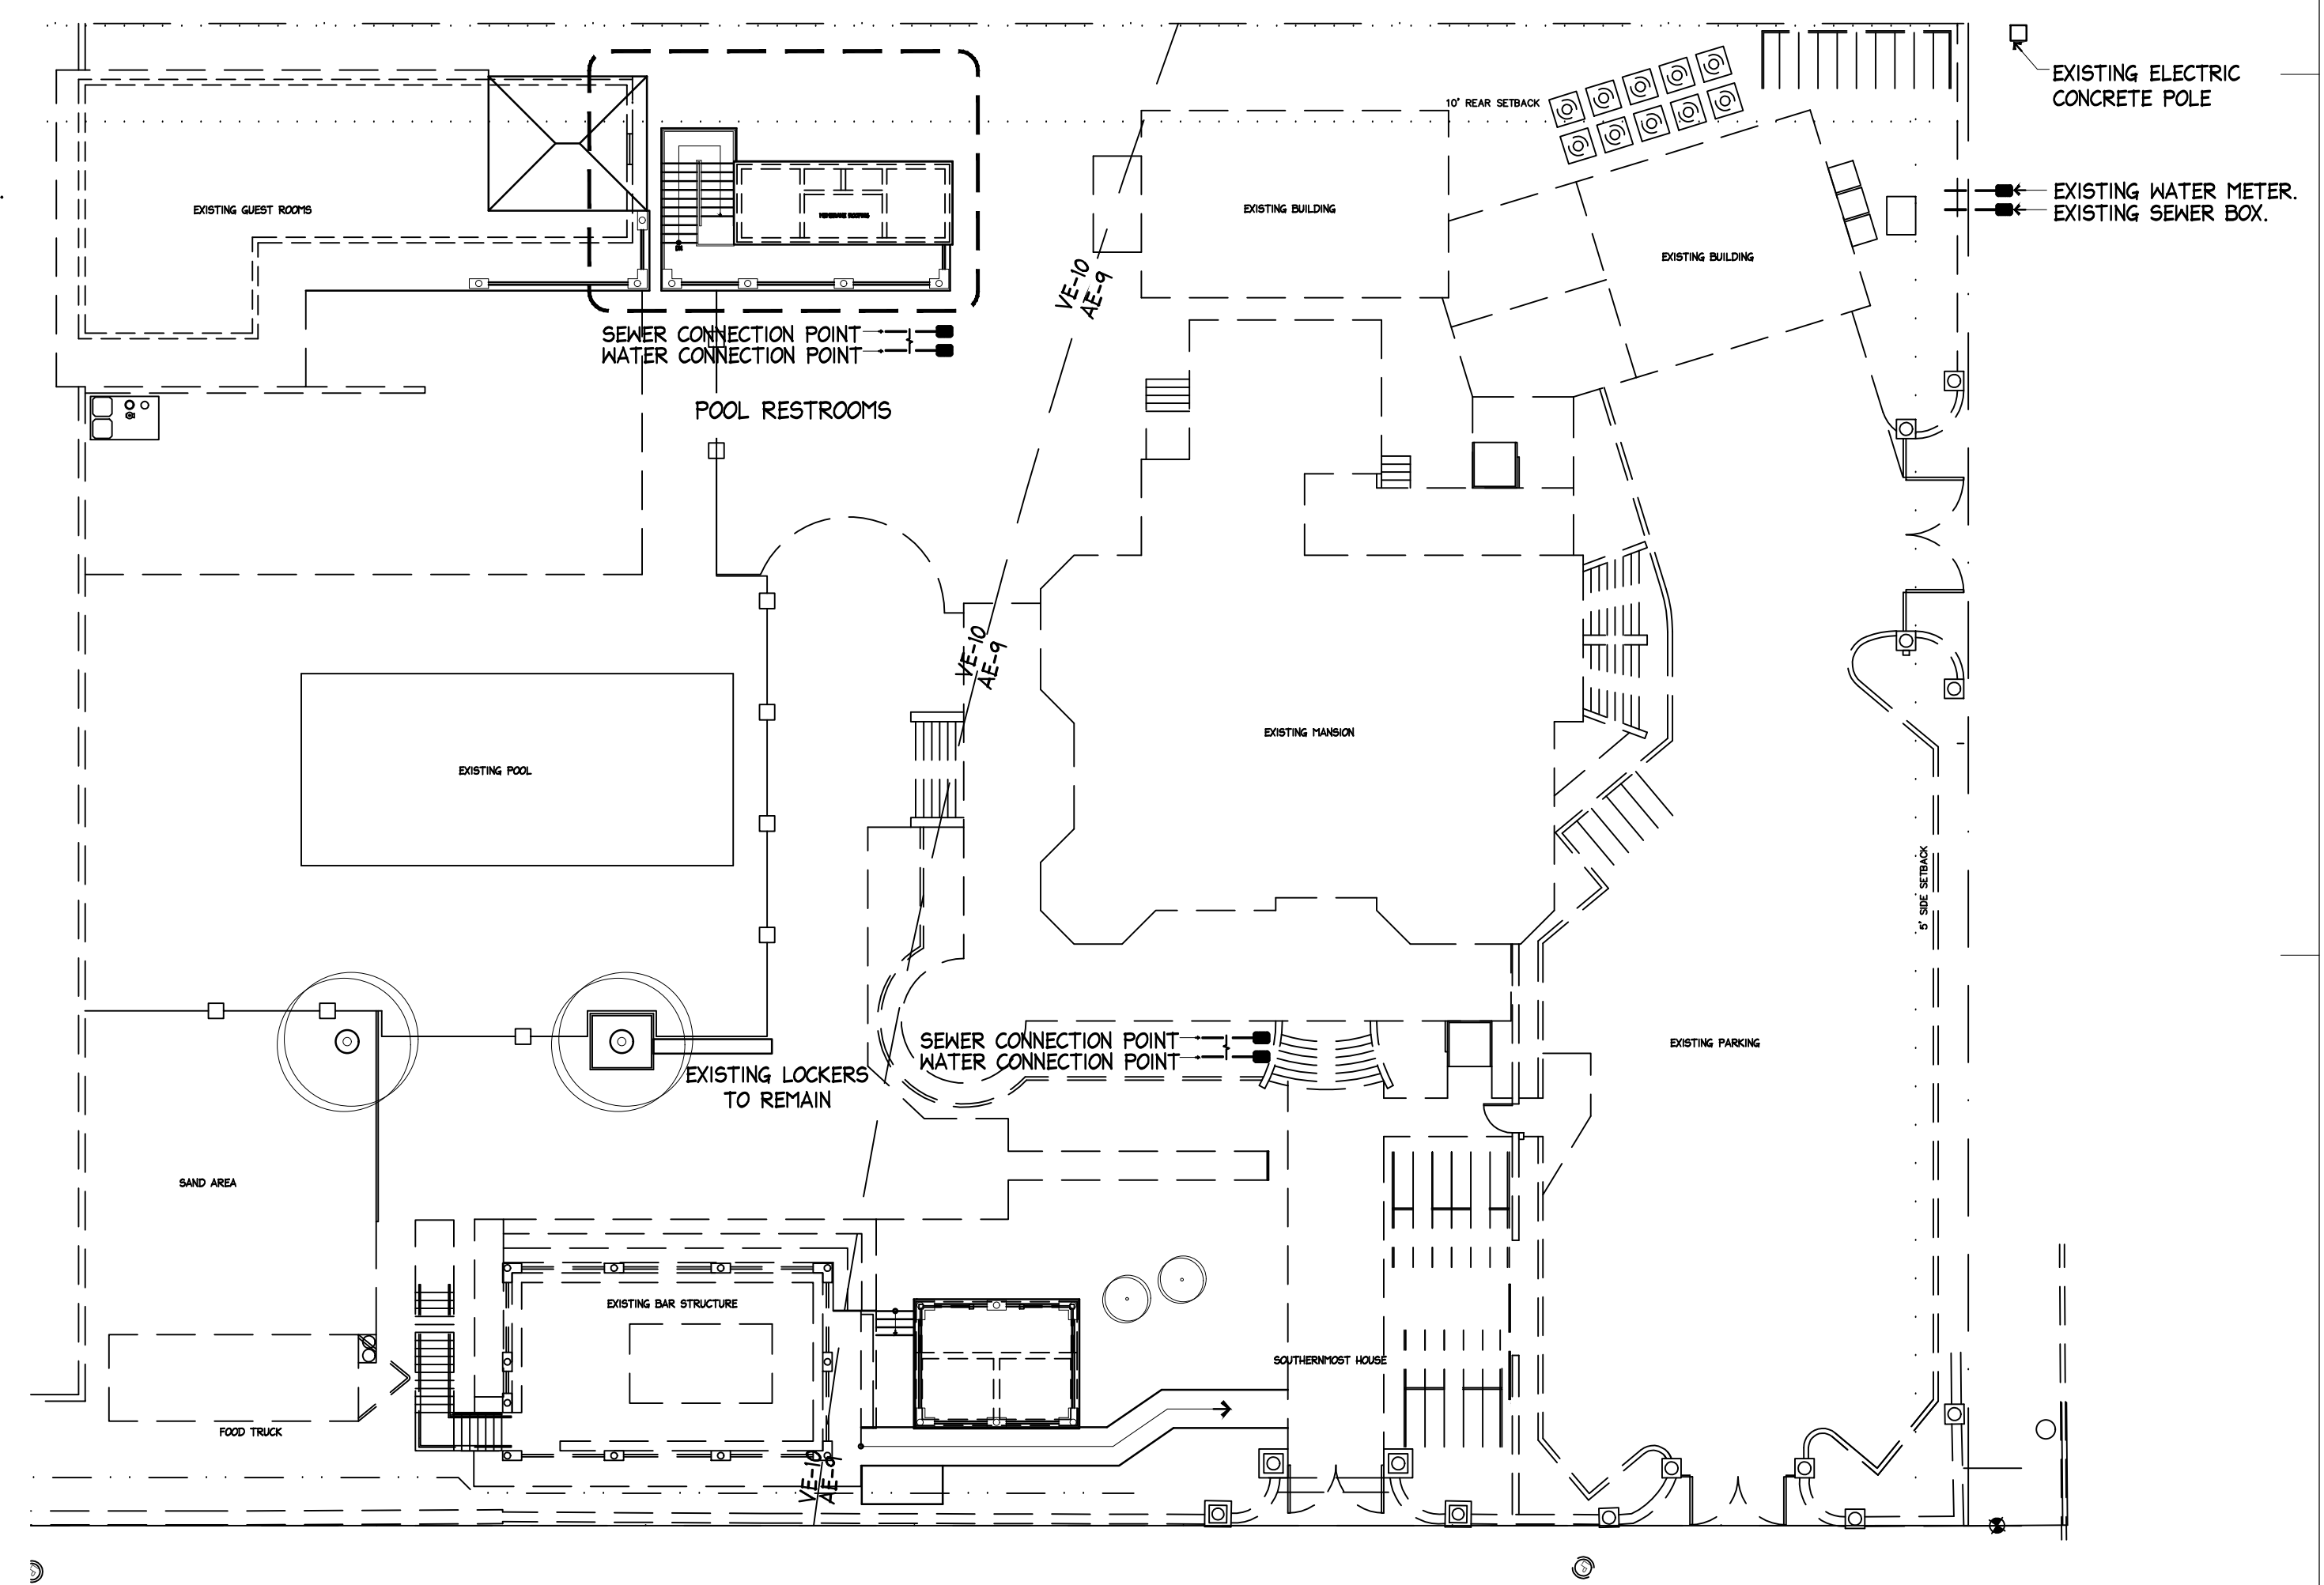 10' REAR SETBACK
EXISTING ELECTRIC
CONCRETE POLE
EXISTING WATER METER.
EXISTING SEWER BOX.
EXISTING GUEST ROOMS
MEMBRANE ROOFING
EXISTING BUILDING
EXISTING BUILDING
VE-10
AE-9
SEWER CONNECTION POINT
WATER CONNECTION POINT
POOL RESTROOMS
VE-10
AE-9
EXISTING MANSION
EXISTING POOL
5' SIDE SETBACK
SEWER CONNECTION POINT
WATER CONNECTION POINT
EXISTING PARKING
EXISTING LOCKERS
TO REMAIN
SAND AREA
EXISTING BAR STRUCTURE
SOUTHERNMOST HOUSE
FOOD TRUCK
VE-10
AE-9